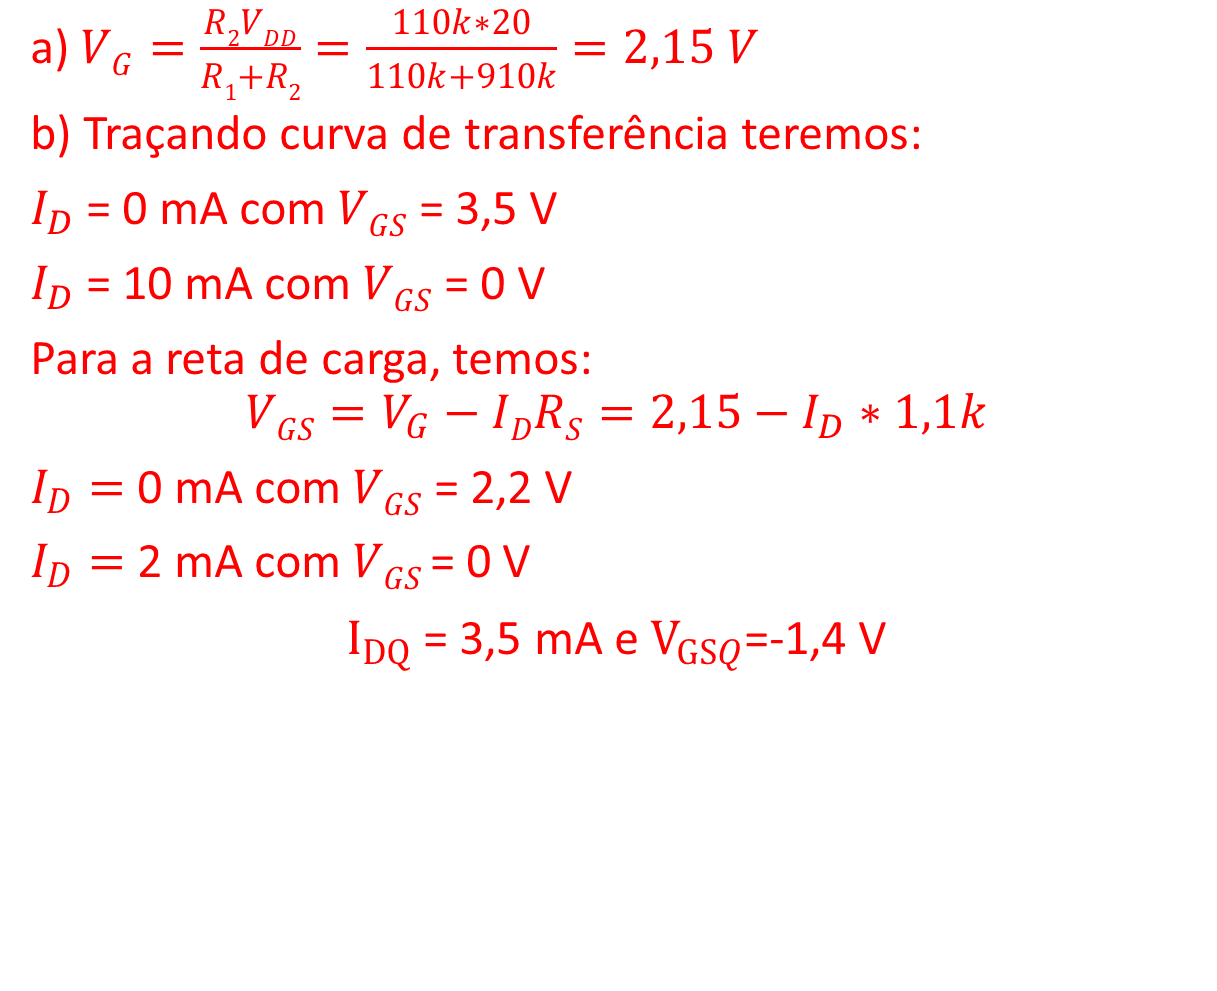 a) V_G = R_2V_DD / R_1+R_2 = 110k*20 / 110k+910k = 2,15 V
b) Traçando curva de transferência teremos:
I_D = 0 mA com V_GS = 3,5 V
I_D = 10 mA com V_GS = 0 V
Para a reta de carga, temos:
V_GS = V_G − I_DR_S = 2,15 − I_D ∗ 1,1k
I_D = 0 mA com V_GS = 2,2 V
I_D = 2 mA com V_GS = 0 V
I_DQ = 3,5 mA e V_GSQ=-1,4 V